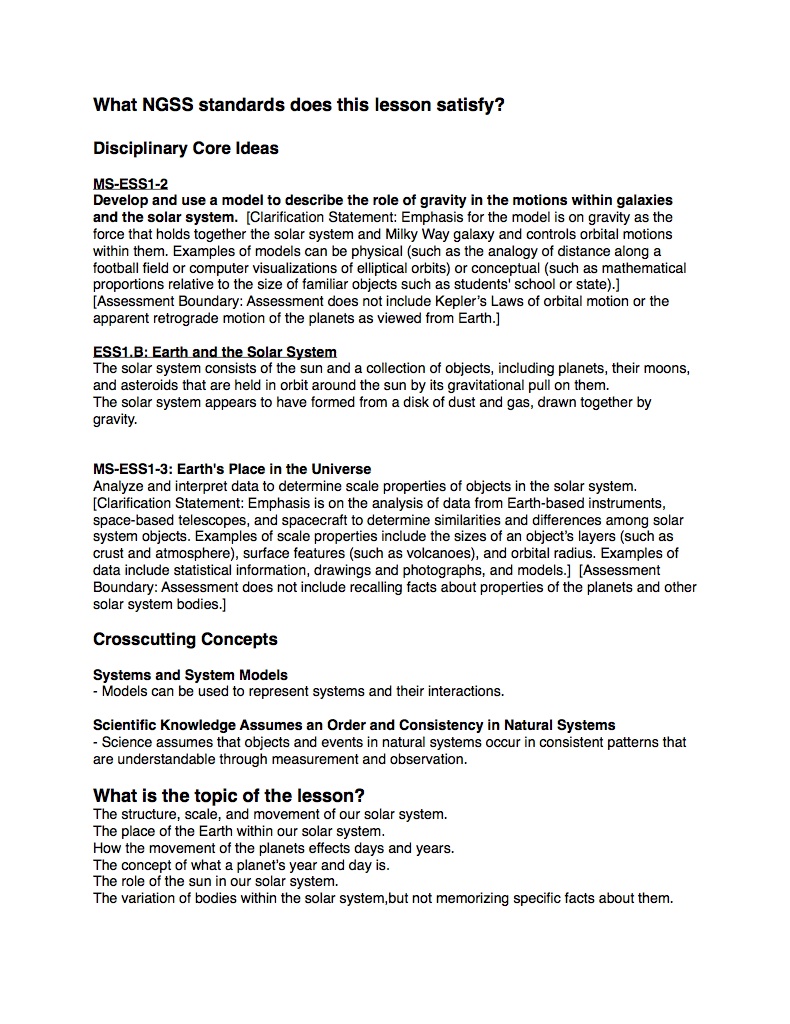 What NGSS standards does this lesson satisfy?
Disciplinary Core Ideas
MS-ESS1-2
Develop and use a model to describe the role of gravity in the motions within galaxies
and the solar system.  [Clarification Statement: Emphasis for the model is on gravity as the
force that holds together the solar system and Milky Way galaxy and controls orbital motions
within them. Examples of models can be physical (such as the analogy of distance along a
football field or computer visualizations of elliptical orbits) or conceptual (such as mathematical
proportions relative to the size of familiar objects such as students' school or state).]
[Assessment Boundary: Assessment does not include Kepler’s Laws of orbital motion or the
apparent retrograde motion of the planets as viewed from Earth.]
ESS1.B: Earth and the Solar System
The solar system consists of the sun and a collection of objects, including planets, their moons,
and asteroids that are held in orbit around the sun by its gravitational pull on them.
The solar system appears to have formed from a disk of dust and gas, drawn together by
gravity.
MS-ESS1-3: Earth's Place in the Universe
Analyze and interpret data to determine scale properties of objects in the solar system.
[Clarification Statement: Emphasis is on the analysis of data from Earth-based instruments,
space-based telescopes, and spacecraft to determine similarities and differences among solar
system objects. Examples of scale properties include the sizes of an object’s layers (such as
crust and atmosphere), surface features (such as volcanoes), and orbital radius. Examples of
data include statistical information, drawings and photographs, and models.]  [Assessment
Boundary: Assessment does not include recalling facts about properties of the planets and other
solar system bodies.]
Crosscutting Concepts
Systems and System Models
- Models can be used to represent systems and their interactions.
Scientific Knowledge Assumes an Order and Consistency in Natural Systems
- Science assumes that objects and events in natural systems occur in consistent patterns that
are understandable through measurement and observation.
What is the topic of the lesson?
The structure, scale, and movement of our solar system.
The place of the Earth within our solar system.
How the movement of the planets effects days and years.
The concept of what a planet’s year and day is.
The role of the sun in our solar system.
The variation of bodies within the solar system,but not memorizing specific facts about them.